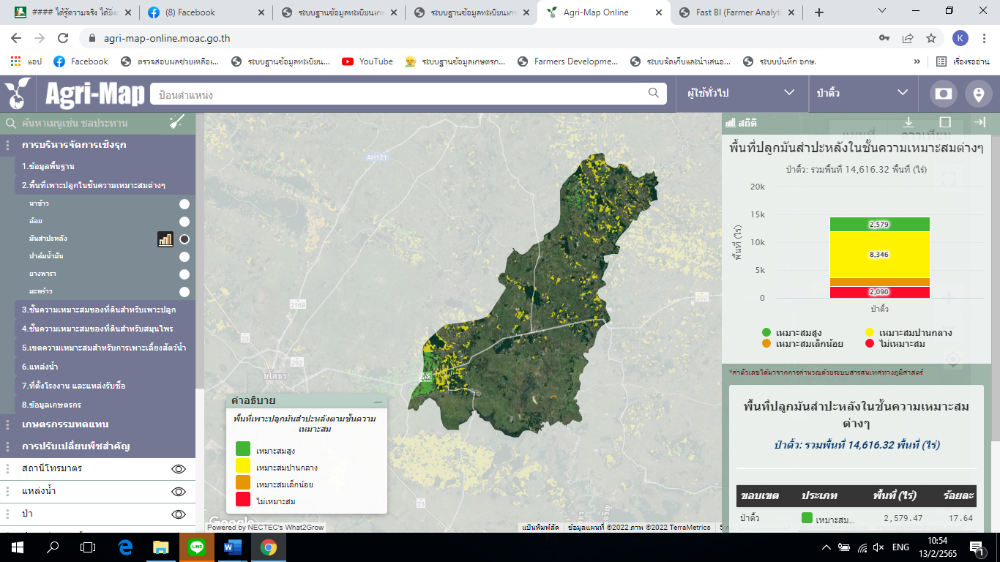 #### ได้รู้ความจริง ได้ยิ่ง
(8) Facebook
ระบบฐานข้อมูลทะเบียนเกษ
ระบบฐานข้อมูลทะเบียนเกษ
Agri-Map Online
Fast BI (Farmer Analyt
agri-map-online.moac.go.th
K
แอป
Facebook
ตรวจสอบผลช่วยเหลือเ...
ระบบฐานข้อมูลทะเบียน...
YouTube
ระบบฐานข้อมูลเกษตรก...
Farmers Developme...
ระบบจัดเก็บและนำเสนอ...
ระบบบันทึก อกษ.
»
เรื่องรออ่าน
Agri-Map
ป้อนตำแหน่ง
ผู้ใช้ทั่วไป
ป่าติ้ว
ค้นหาเมนูเช่น ชลประทาน
การบริหารจัดการเชิงรุก
1.ข้อมูลพื้นฐาน
2.พื้นที่เพาะปลูกในชั้นความเหมาะสมต่างๆ
นาข้าว
อ้อย
มันสำปะหลัง
ปาล์มน้ำมัน
ยางพารา
มะพร้าว
3.ชั้นความเหมาะสมของที่ดินสำหรับเพาะปลูก
4.ชั้นความเหมาะสมของที่ดินสำหรับสมุนไพร
5.เขตความเหมาะสมสำหรับการเพาะเลี้ยงสัตว์น้ำ
6.แหล่งน้ำ
7.ที่ตั้งโรงงาน และแหล่งรับซื้อ
8.ข้อมูลเกษตรกร
เกษตรกรรมทดแทน
การปรับเปลี่ยนพืชสำคัญ
สถานีโทรมาตร
แหล่งน้ำ
ป่า
AH121
2169
202
23
292
ยโสธร
202
23
คำอธิบาย
พื้นที่เพาะปลูกมันสำปะหลังตามชั้นความ
เหมาะสม
เหมาะสมสูง
เหมาะสมปานกลาง
เหมาะสมเล็กน้อย
ไม่เหมาะสม
Google
Powered by NECTEC's What2Grow
แป้นพิมพ์ลัด
ข้อมูลแผนที่ ©2022 ภาพ ©2022 TerraMetrics
สถิติ
พื้นที่ปลูกมันสำปะหลังในชั้นความเหมาะสมต่างๆ
ป่าติ้ว: รวมพื้นที่ 14,616.32 พื้นที่ (ไร่)
20k
15k
10k
5k
0
พื้นที่ (ไร่)
2,579
8,346
2,090
ป่าติ้ว
เหมาะสมสูง
เหมาะสมปานกลาง
เหมาะสมเล็กน้อย
ไม่เหมาะสม
*ค่าตัวเลขได้มาจากการคำนวณด้วยระบบสารสนเทศทางภูมิศาสตร์
พื้นที่ปลูกมันสำปะหลังในชั้นความเหมาะสม
ต่างๆ
ป่าติ้ว: รวมพื้นที่ 14,616.32 พื้นที่ (ไร่)
ขอบเขต ประเภท พื้นที่ (ไร่) ร้อยละ
ป่าติ้ว เหมาะสม... 2,579.47 17.64
ENG
10:54
13/2/2565
1